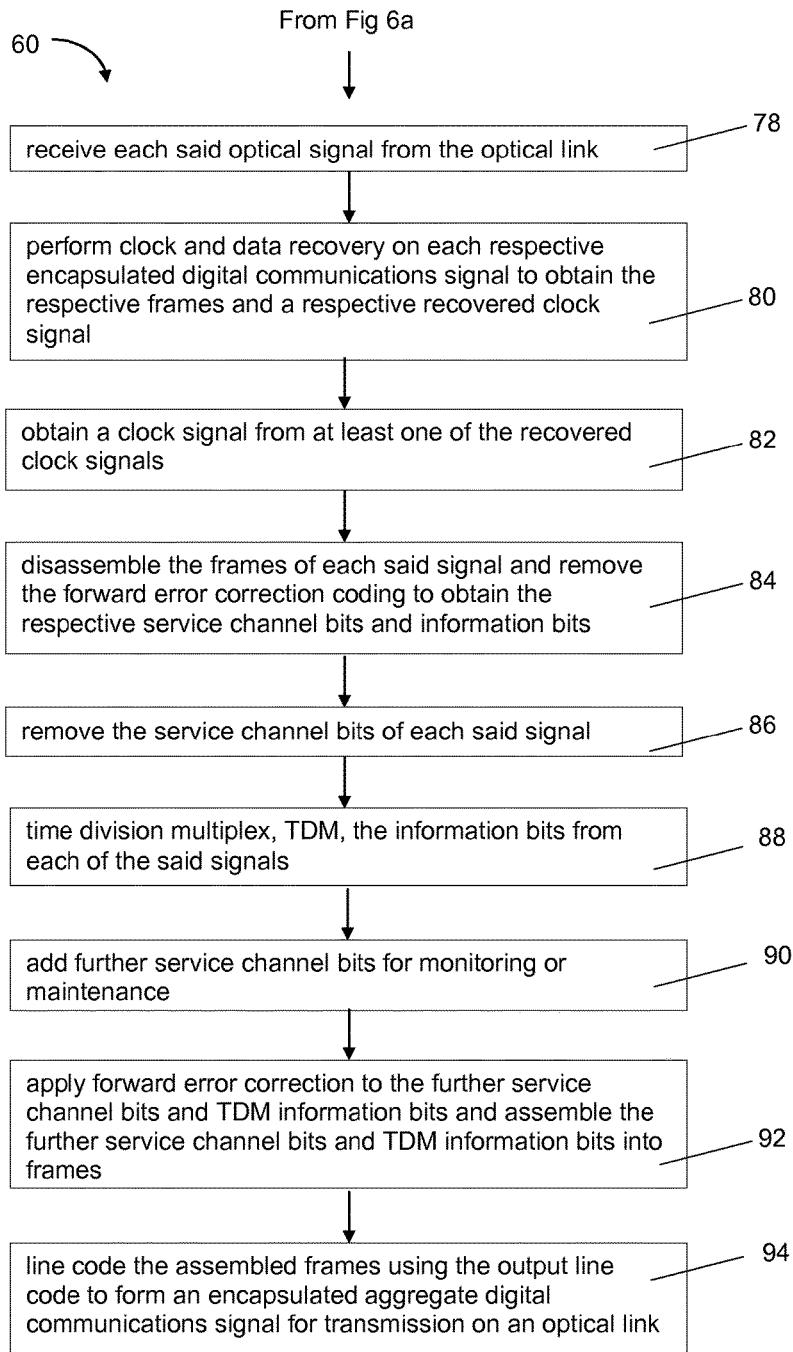 From Fig 6a
60
78
receive each said optical signal from the optical link
perform clock and data recovery on each respective
encapsulated digital communications signal to obtain the
respective frames and a respective recovered clock
signal
80
obtain a clock signal from at least one of the recovered
clock signals
82
disassemble the frames of each said signal and remove
the forward error correction coding to obtain the
respective service channel bits and information bits
84
remove the service channel bits of each said signal
86
time division multiplex, TDM, the information bits from
each of the said signals
88
add further service channel bits for monitoring or
maintenance
90
apply forward error correction to the further service
channel bits and TDM information bits and assemble the
further service channel bits and TDM information bits into
frames
92
line code the assembled frames using the output line
code to form an encapsulated aggregate digital
communications signal for transmission on an optical link
94